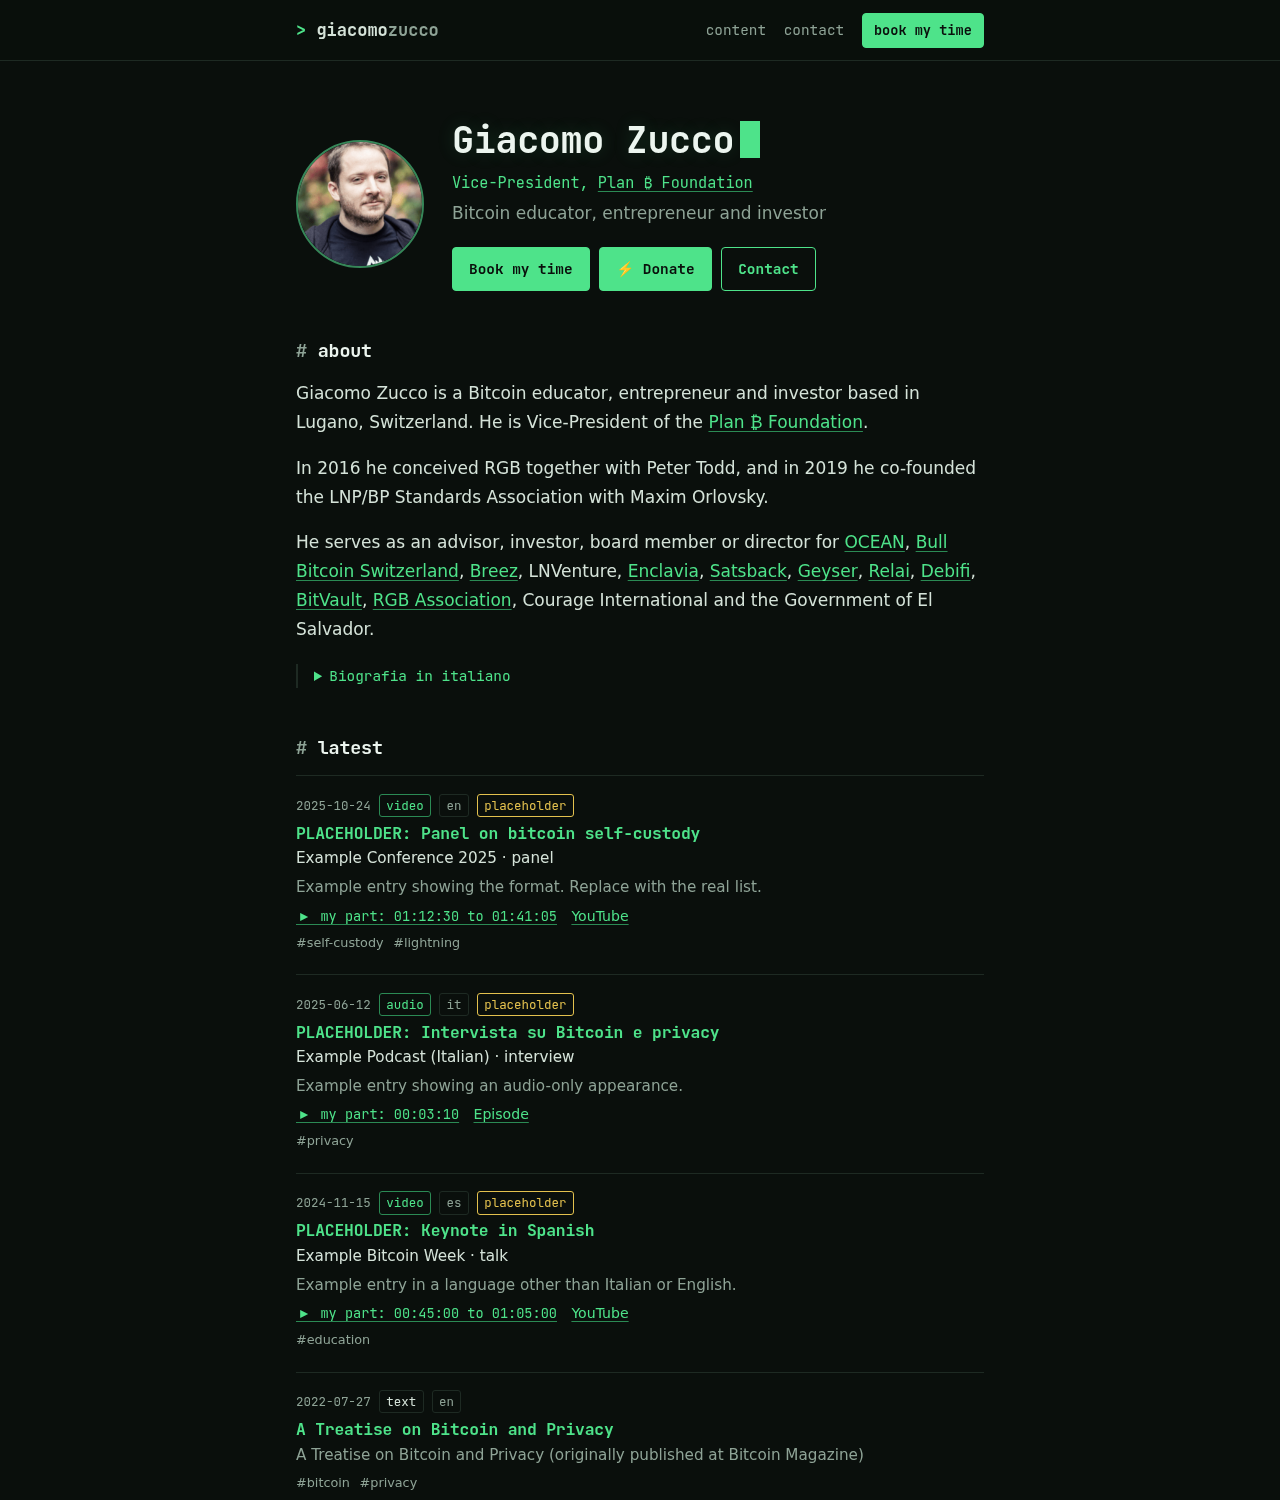 > giacomozucco
content contact book my time
Giacomo Zucco
Vice-President, Plan ₿ Foundation
Bitcoin educator, entrepreneur and investor
Book my time ⚡ Donate Contact
# about
Giacomo Zucco is a Bitcoin educator, entrepreneur and investor based in
Lugano, Switzerland. He is Vice-President of the Plan ₿ Foundation.
In 2016 he conceived RGB together with Peter Todd, and in 2019 he co-founded
the LNP/BP Standards Association with Maxim Orlovsky.
He serves as an advisor, investor, board member or director for OCEAN, Bull
Bitcoin Switzerland, Breez, LNVenture, Enclavia, Satsback, Geyser, Relai, Debifi,
BitVault, RGB Association, Courage International and the Government of El
Salvador.
▶ Biografia in italiano
# latest
2025-10-24 video en placeholder
PLACEHOLDER: Panel on bitcoin self-custody
Example Conference 2025 · panel
Example entry showing the format. Replace with the real list.
► my part: 01:12:30 to 01:41:05 YouTube
#self-custody #lightning
2025-06-12 audio it placeholder
PLACEHOLDER: Intervista su Bitcoin e privacy
Example Podcast (Italian) · interview
Example entry showing an audio-only appearance.
► my part: 00:03:10 Episode
#privacy
2024-11-15 video es placeholder
PLACEHOLDER: Keynote in Spanish
Example Bitcoin Week · talk
Example entry in a language other than Italian or English.
► my part: 00:45:00 to 01:05:00 YouTube
#education
2022-07-27 text en
A Treatise on Bitcoin and Privacy
A Treatise on Bitcoin and Privacy (originally published at Bitcoin Magazine)
#bitcoin #privacy